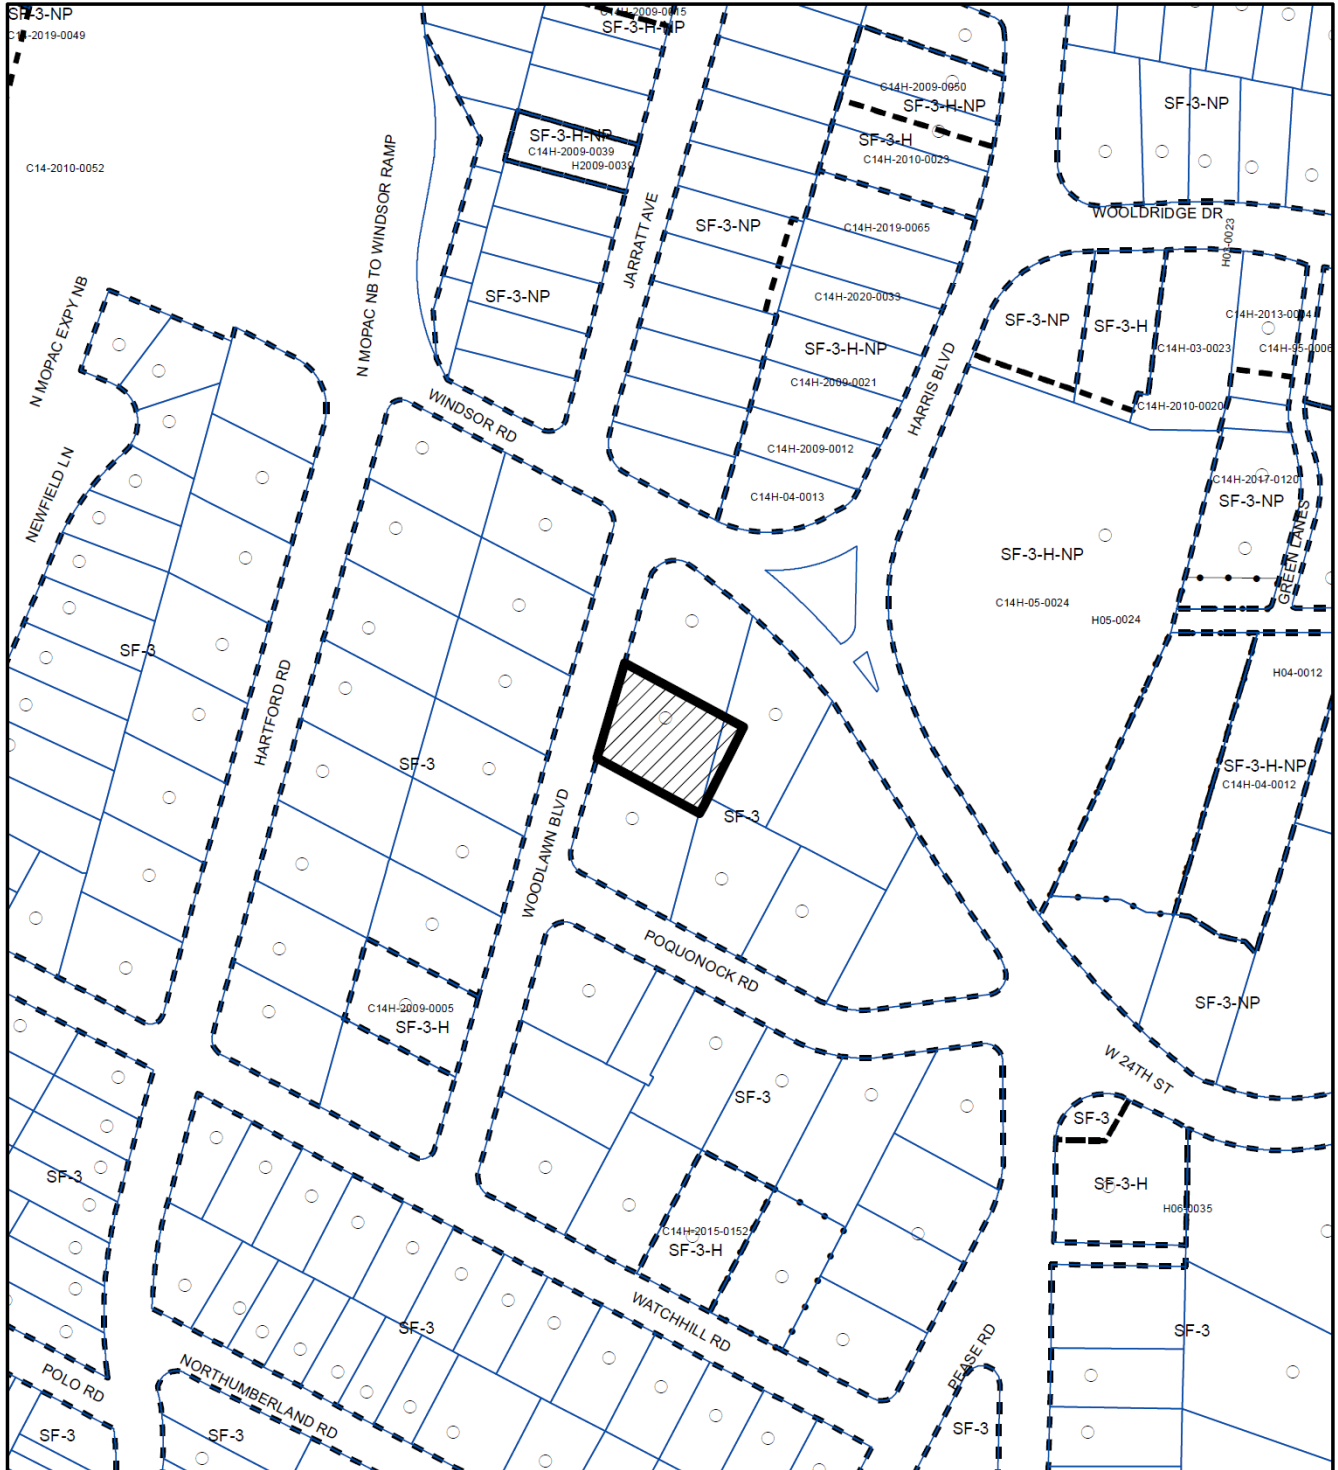 SF-3-NP
C14-2019-0049
C14H-2009-0015
SF-3-H-NP
C14H-2009-0050
SF-3-H-NP
SF-3-NP
SF-3-H-NP
C14H-2009-0039
H2009-0039
SF-3-H
C14H-2010-0023
C14-2010-0052
N MOPAC NB TO WINDSOR RAMP
JARRATT AVE
SF-3-NP
C14H-2019-0065
WOOLDRIDGE DR
H03-0023
SF-3-NP
C14H-2020-0033
SF-3-NP
SF-3-H
C14H-2013-0004
N MOPAC EXPY NB
SF-3-H-NP
C14H-03-0023
C14H-95-0006
C14H-2009-0021
HARRIS BLVD
C14H-2010-0020
WINDSOR RD
C14H-2009-0012
C14H-04-0013
C14H-2017-0120
SF-3-NP
NEWFIELD LN
SF-3-H-NP
GREEN LANES
C14H-05-0024
H05-0024
SF-3
H04-0012
HARTFORD RD
SF-3
SF-3-H-NP
C14H-04-0012
SF-3
WOODLAWN BLVD
POQUONOCK RD
C14H-2009-0005
SF-3-H
SF-3-NP
W 24TH ST
SF-3
SF-3
SF-3
SF-3-H
H06-0035
C14H-2015-0152
SF-3-H
WATCHHILL RD
SF-3
SF-3
PEASE RD
POLO RD
NORTHUMBERLAND RD
SF-3
SF-3
SF-3